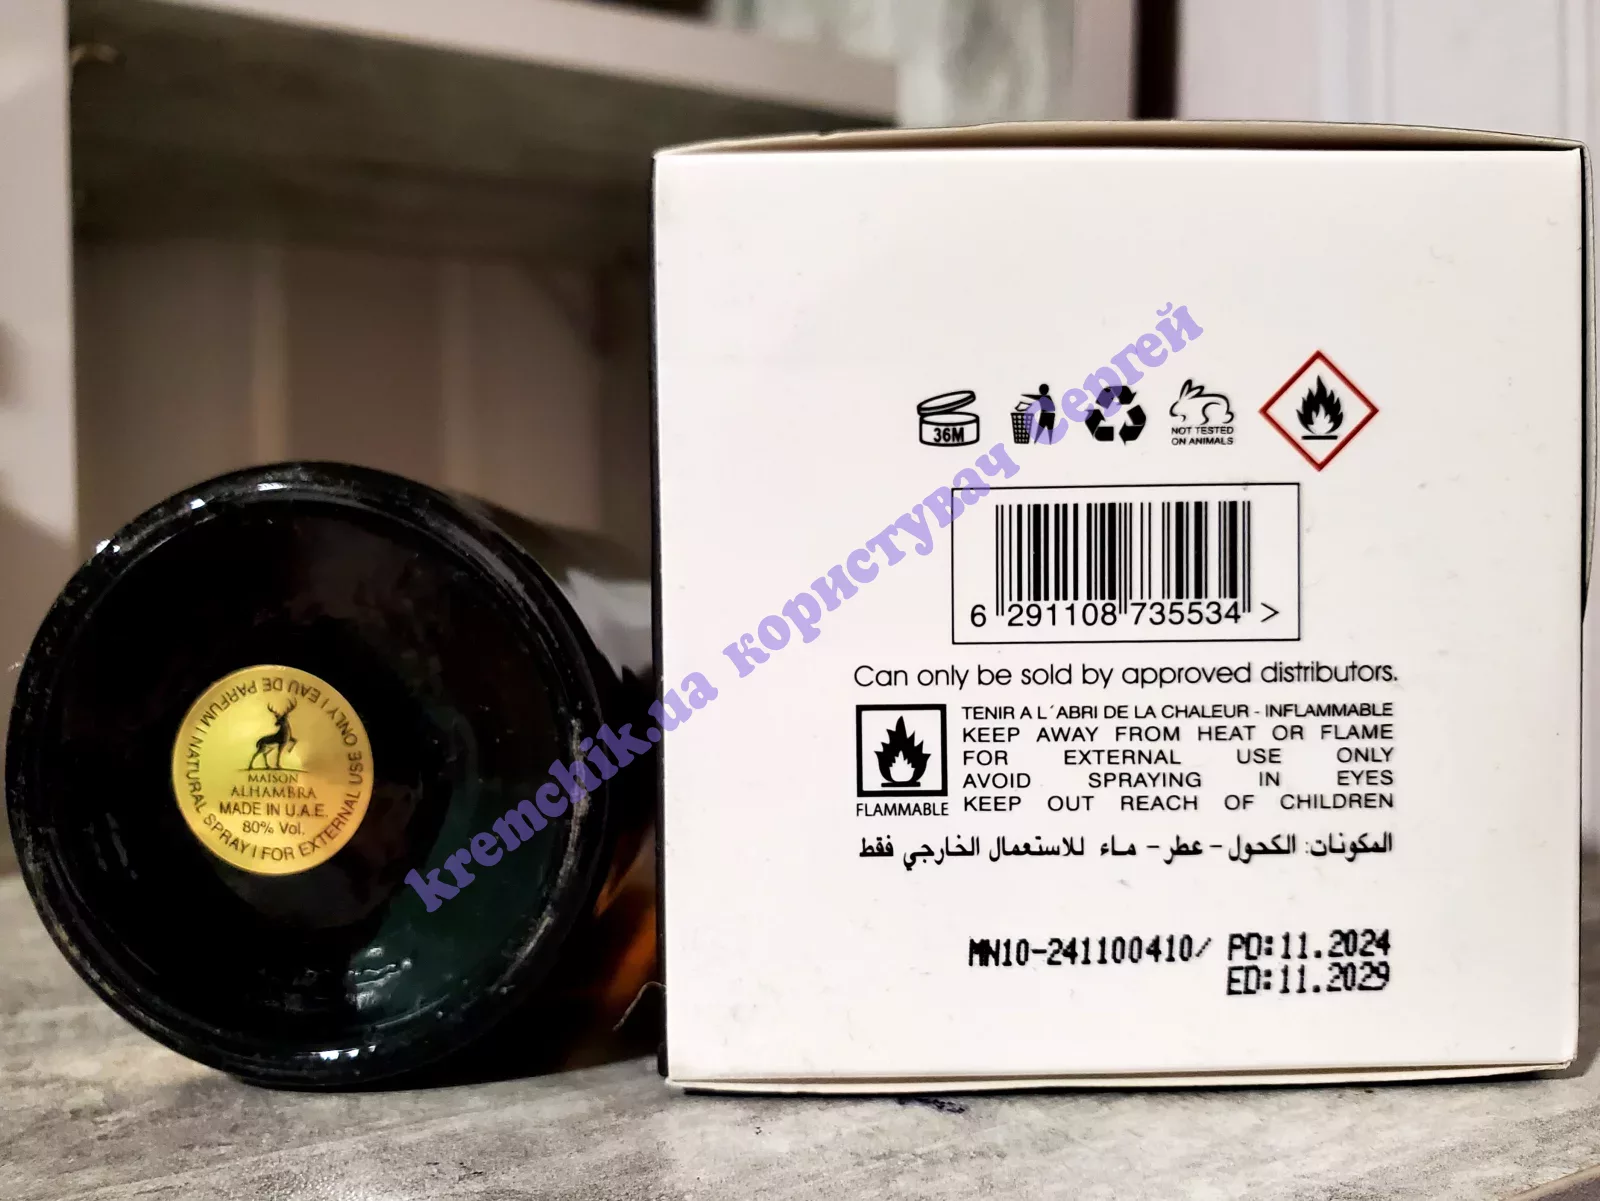 EAU DE PARFUM | NATURAL SPRAY | FOR EXTERNAL USE ONLY |
MAISON
ALHAMBRA
MADE IN U.A.E.
80% Vol.
36M
NOT TESTED
ON ANIMALS
6 291108 735534 >
Can only be sold by approved distributors.
TENIR A L´ABRI DE LA CHALEUR - INFLAMMABLE
KEEP AWAY FROM HEAT OR FLAME
FOR EXTERNAL USE ONLY
AVOID SPRAYING IN EYES
KEEP OUT REACH OF CHILDREN
FLAMMABLE
المكونات: الكحول - عطر - ماء للاستعمال الخارجي فقط
MN10-241100410/ PD:11.2024
ED:11.2029
kremchik.ua користувач Сергей